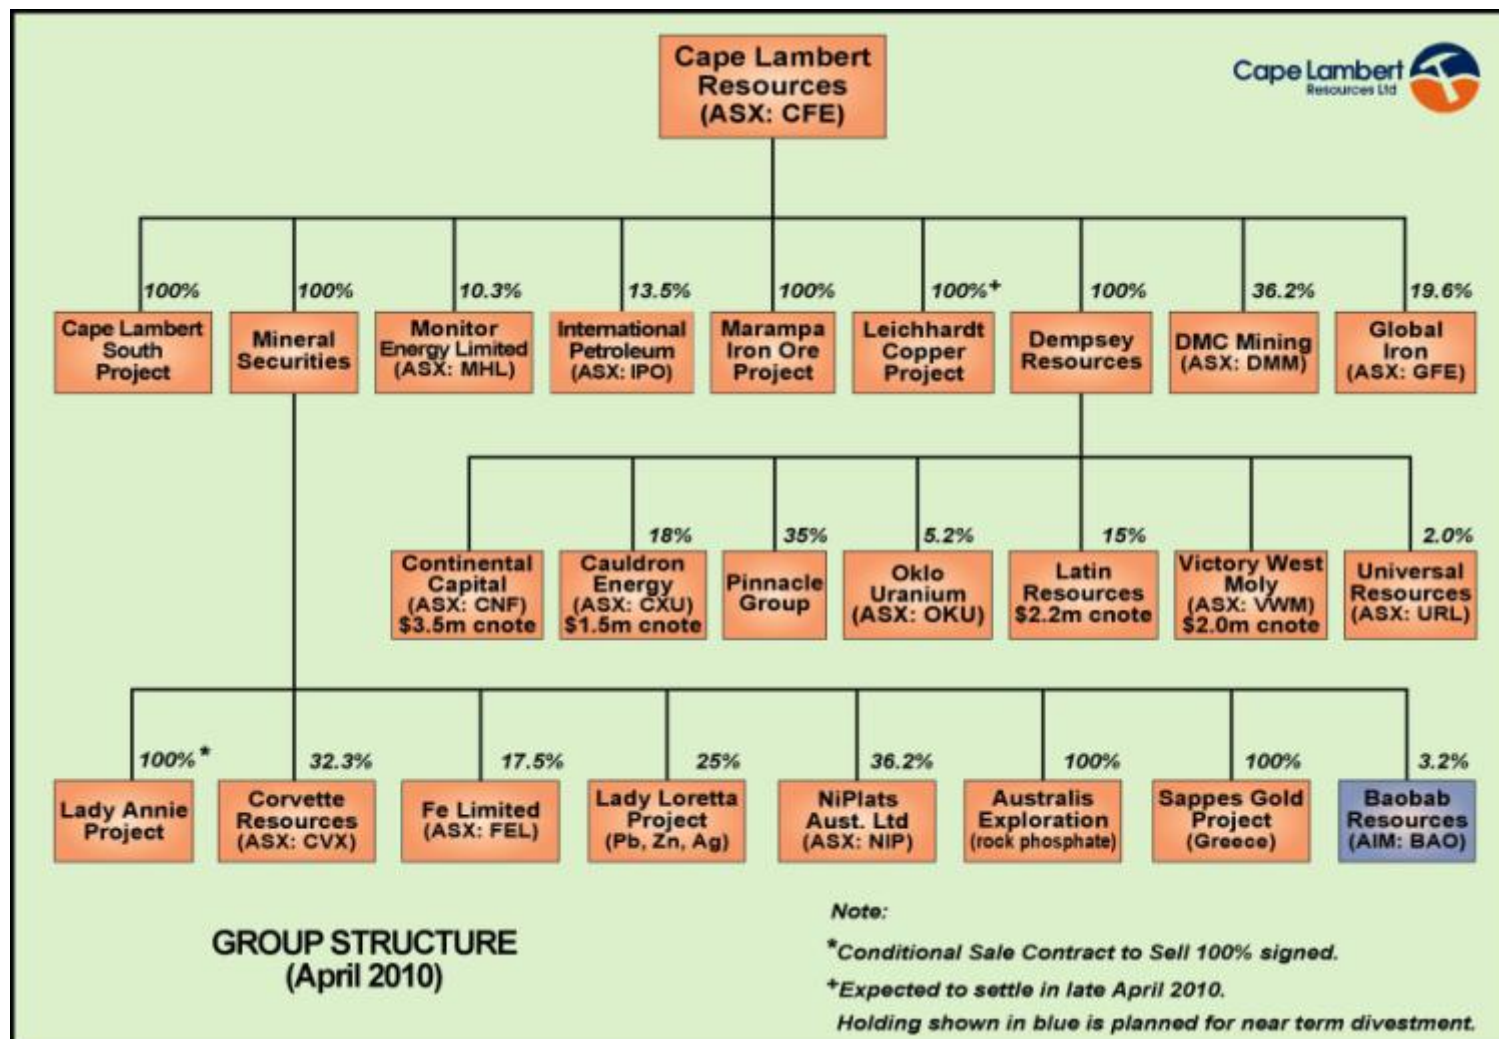 Cape Lambert
Resources
(ASX: CFE)
Cape Lambert
Resources Ltd
100%
100%
10.3%
13.5%
100%
100%+
100%
36.2%
19.6%
Cape Lambert
South
Project
Mineral
Securities
Monitor
Energy Limited
(ASX: MHL)
International
Petroleum
(ASX: IPO)
Marampa
Iron Ore
Project
Leichhardt
Copper
Project
Dempsey
Resources
DMC Mining
(ASX: DMM)
Global
Iron
(ASX: GFE)
18%
35%
5.2%
15%
2.0%
Continental
Capital
(ASX: CNF)
$3.5m cnote
Cauldron
Energy
(ASX: CXU)
$1.5m cnote
Pinnacle
Group
Oklo
Uranium
(ASX: OKU)
Latin
Resources
$2.2m cnote
Victory West
Moly
(ASX: VWM)
$2.0m cnote
Universal
Resources
(ASX: URL)
100%*
32.3%
17.5%
25%
36.2%
100%
100%
3.2%
Lady Annie
Project
Corvette
Resources
(ASX: CVX)
Fe Limited
(ASX: FEL)
Lady Loretta
Project
(Pb, Zn, Ag)
NiPlats
Aust. Ltd
(ASX: NIP)
Australis
Exploration
(rock phosphate)
Sappes Gold
Project
(Greece)
Baobab
Resources
(AIM: BAO)
GROUP STRUCTURE
(April 2010)
Note:
*Conditional Sale Contract to Sell 100% signed.
+Expected to settle in late April 2010.
Holding shown in blue is planned for near term divestment.